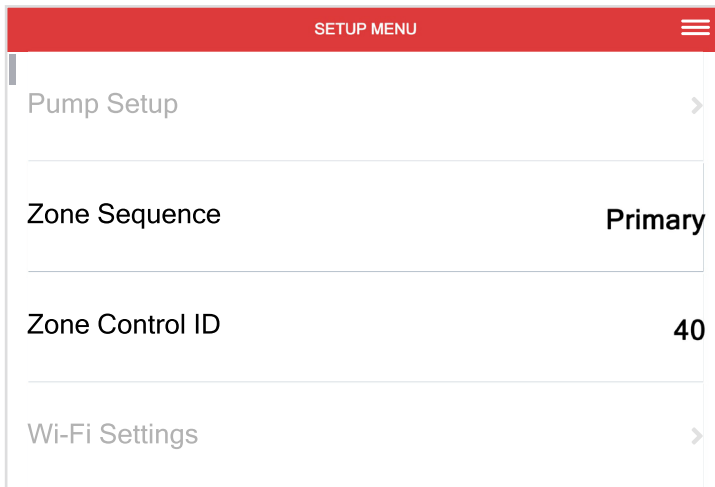 SETUP MENU
Pump Setup
Zone Sequence
Primary
Zone Control ID
40
Wi-Fi Settings